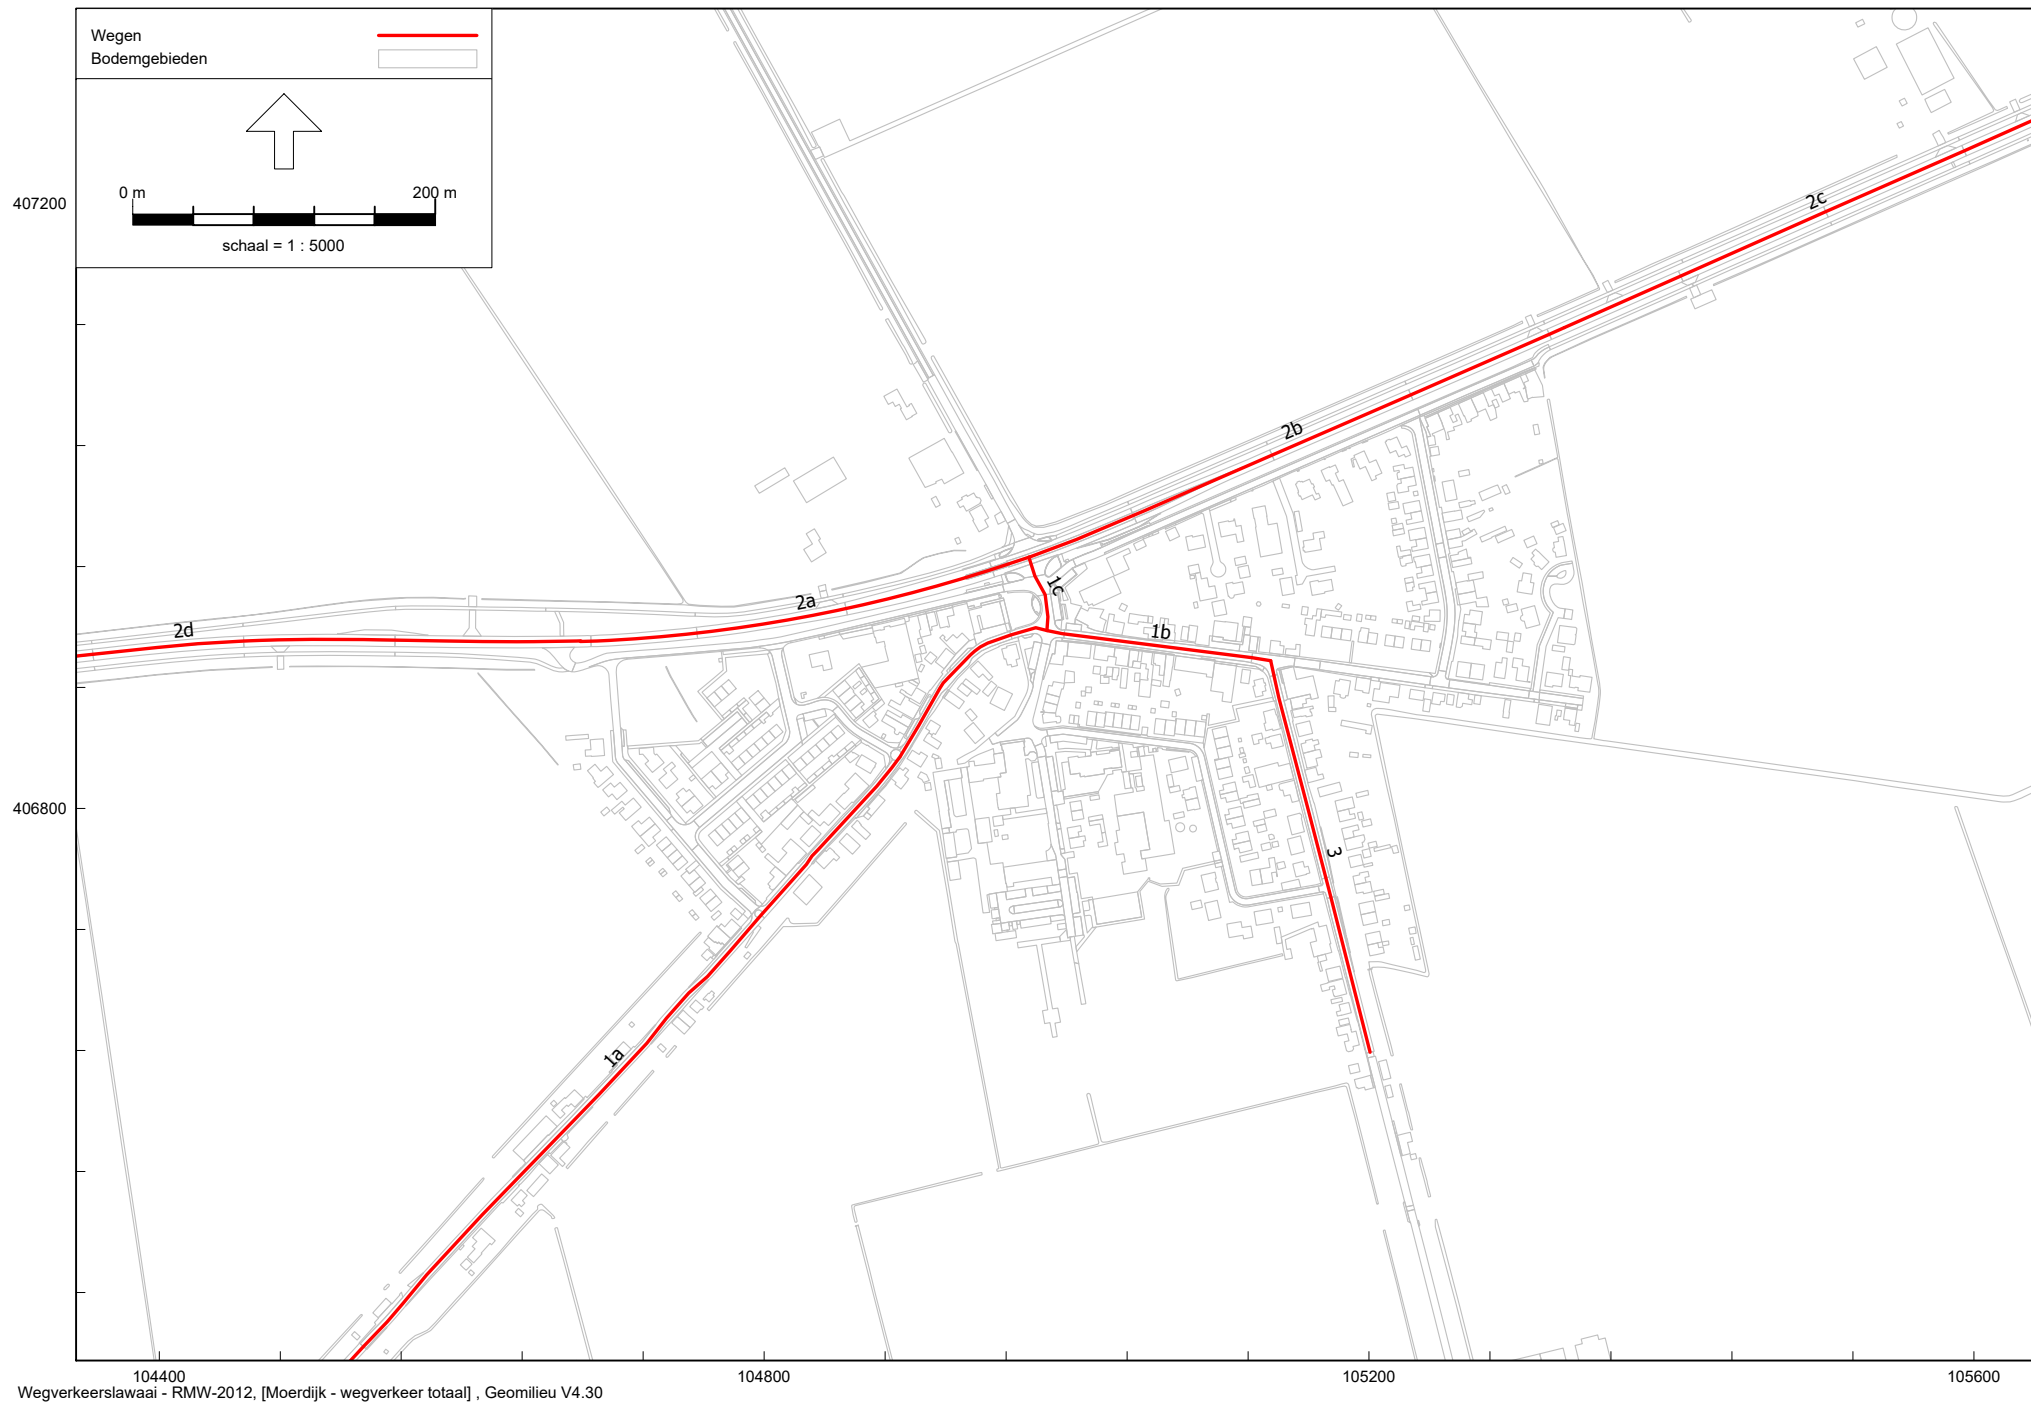 Wegen
Bodemgebieden
0 m 200 m
schaal = 1 : 5000
407200
406800
2c
2b
2a
2d
1c
1b
3
1a
104400 104800 105200 105600
Wegverkeerslawaai - RMW-2012, [Moerdijk - wegverkeer totaal] , Geomilieu V4.30